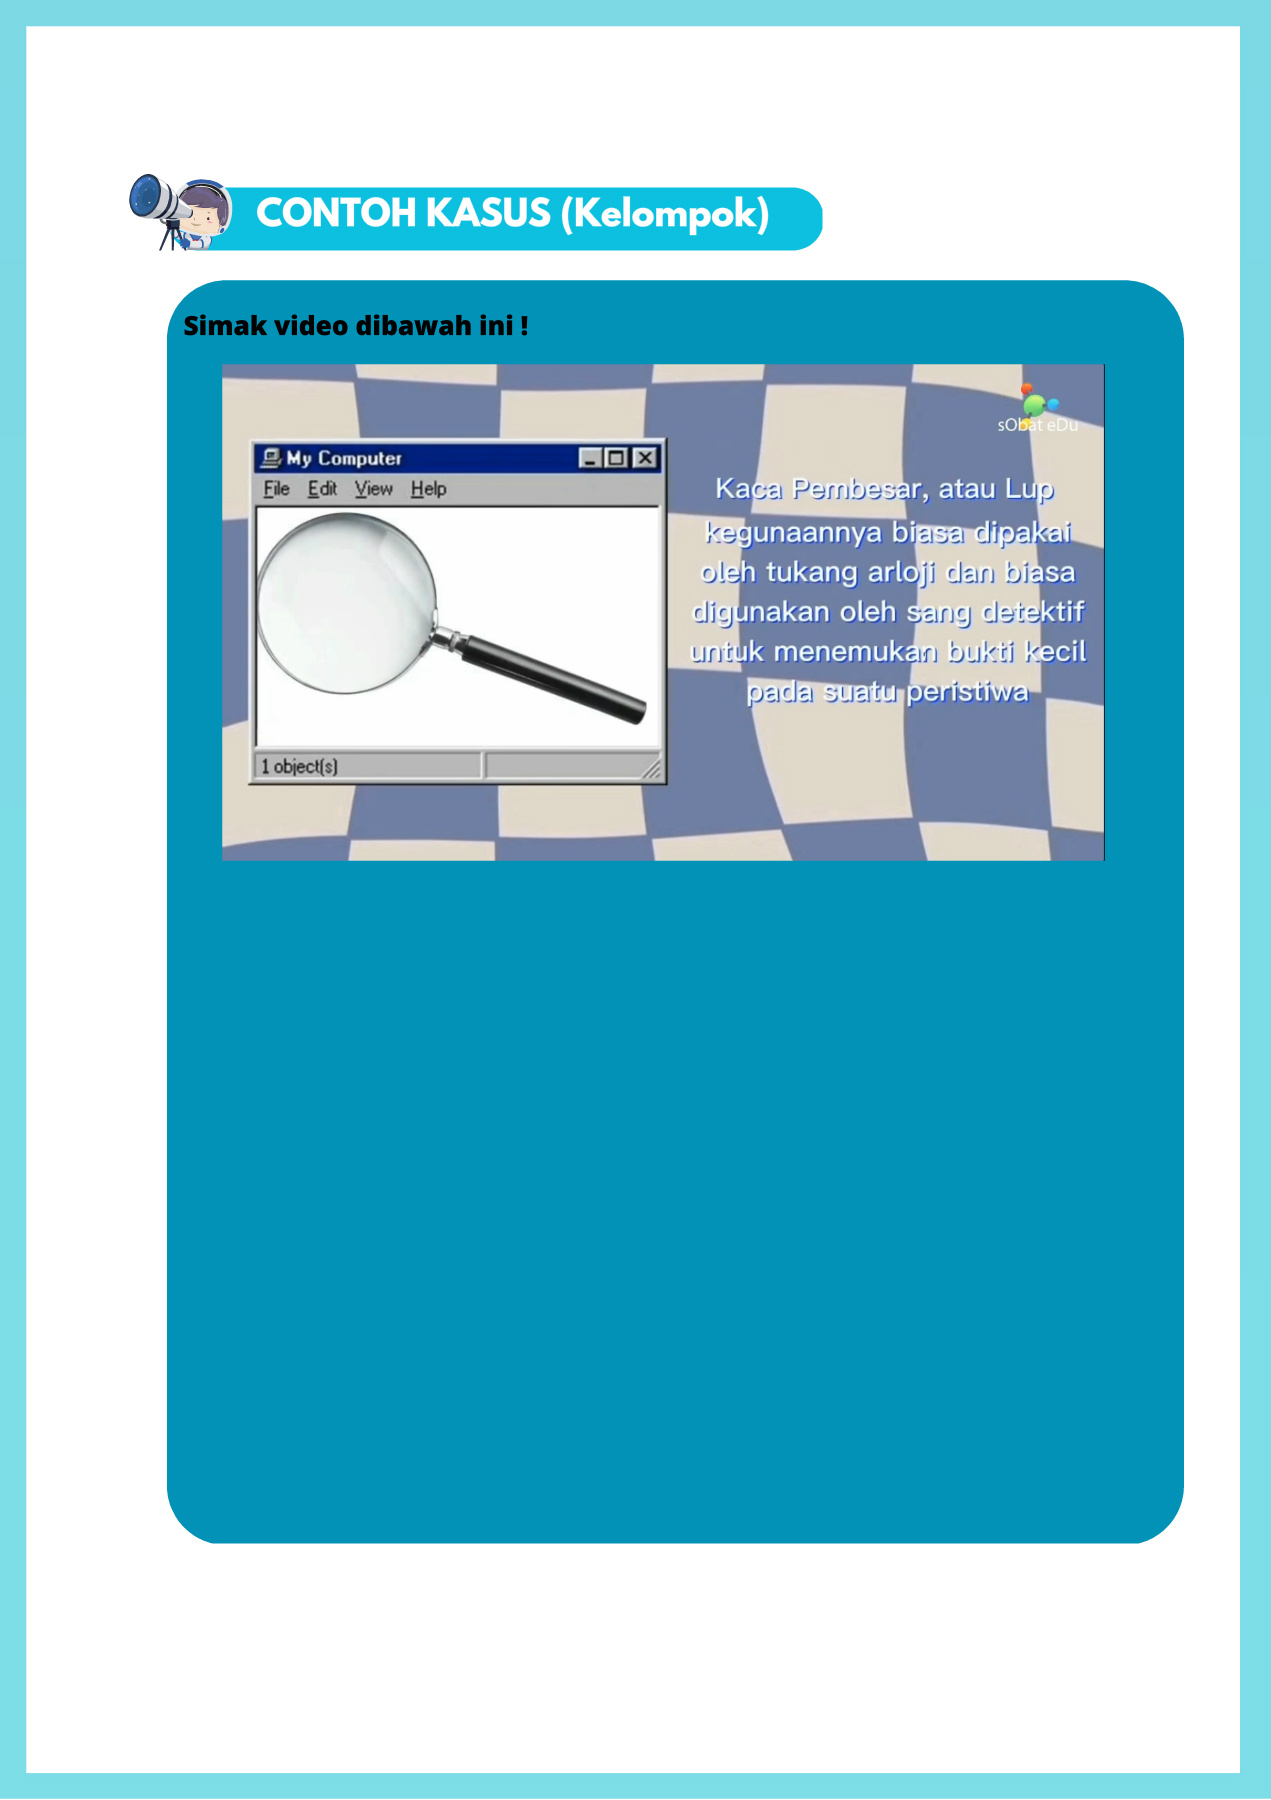 CONTOH KASUS (Kelompok)
Simak video dibawah ini !
sObat eDu
My Computer
File Edit View Help
Kaca Pembesar, atau Lup
kegunaannya biasa dipakai
oleh tukang arloji dan biasa
digunakan oleh sang detektif
untuk menemukan bukti kecil
pada suatu peristiwa
1 object(s)